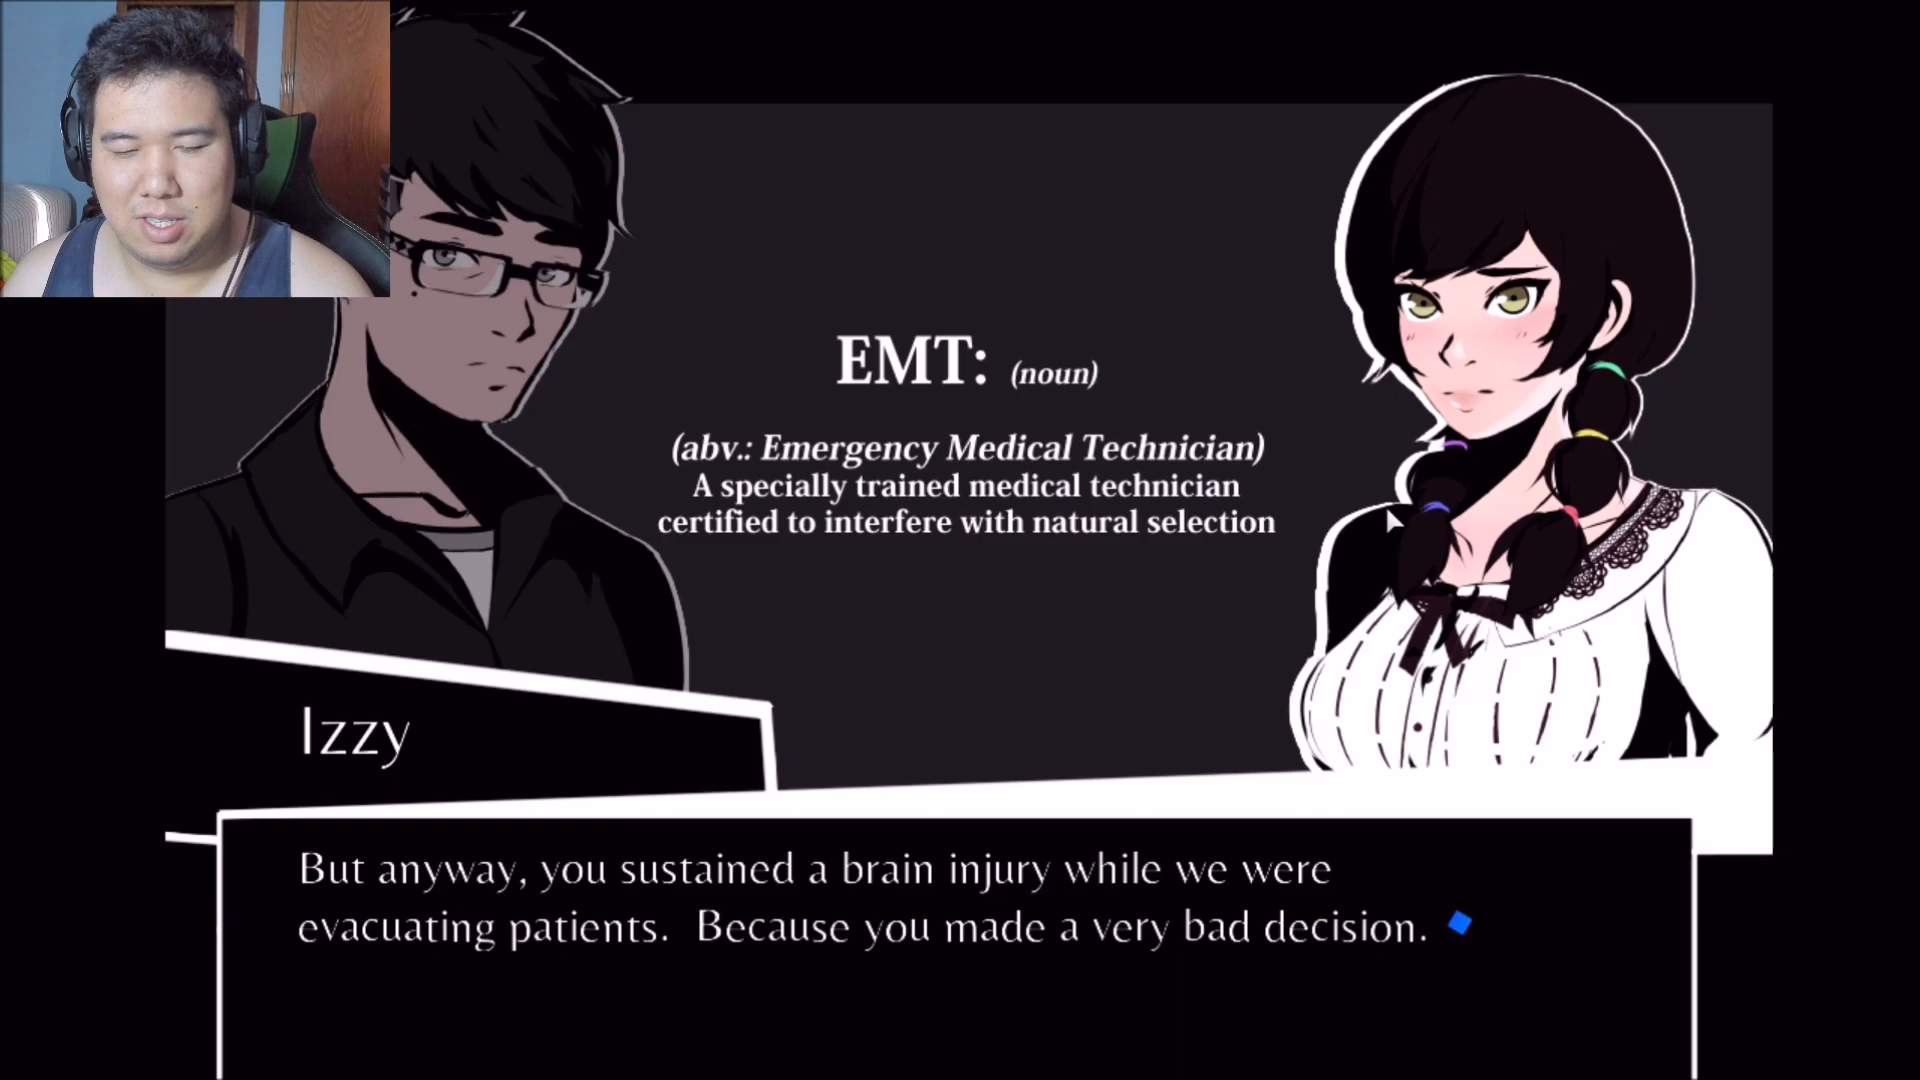 EMT: (noun)
(abv.: Emergency Medical Technician)
A specially trained medical technician
certified to interfere with natural selection
Izzy
But anyway, you sustained a brain injury while we were
evacuating patients.  Because you made a very bad decision.